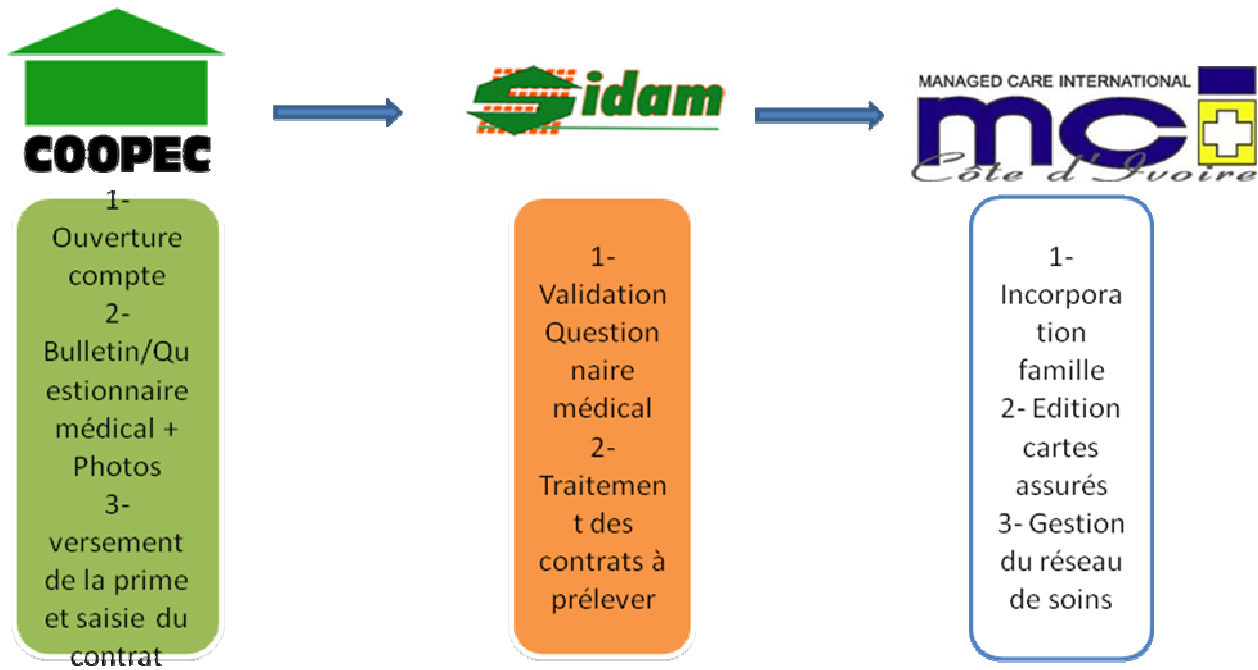 COOPEC
1-
Ouverture
compte
2-
Bulletin/Qu
estionnaire
médical +
Photos
3-
versement
de la prime
et saisie du
contrat
Sidam
1-
Validation
Question
naire
médical
2-
Traitemen
t des
contrats à
prélever
MANAGED CARE INTERNATIONAL
mci
Côte d'Ivoire
1-
Incorpora
tion
famille
2- Edition
cartes
assurés
3- Gestion
du réseau
de soins